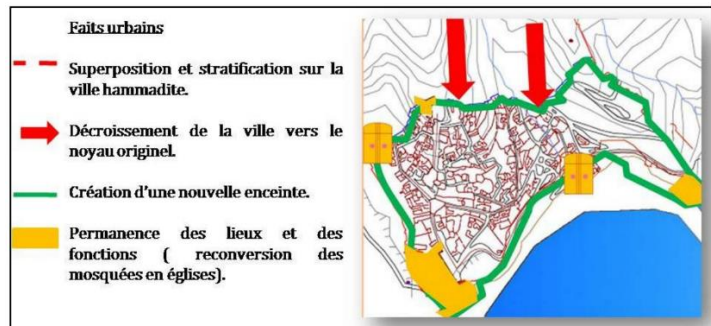 Faits urbains
Superposition et stratification sur la
ville hammadite.
Décroissement de la ville vers le
noyau originel.
Création d'une nouvelle enceinte.
Permanence des lieux et des
fonctions ( reconversion des
mosquées en églises).